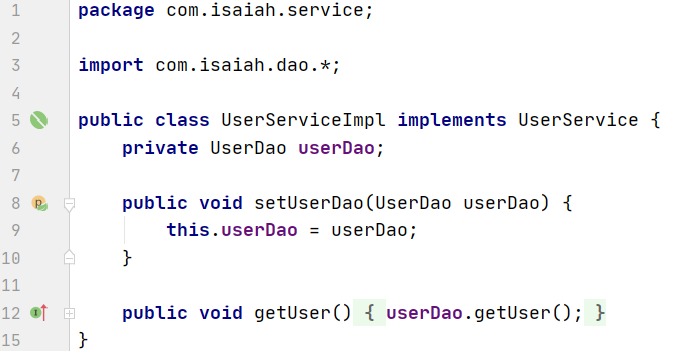 1 package com.isaiah.service;
2
3 import com.isaiah.dao.*;
4
5 public class UserServiceImpl implements UserService {
6 private UserDao userDao;
7
8 p public void setUserDao(UserDao userDao) {
9 this.userDao = userDao;
10 }
11
12 I public void getUser() { userDao.getUser(); }
15 }